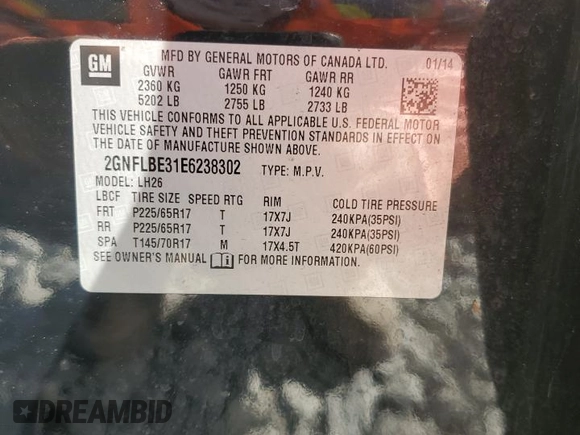 GM
MFD BY GENERAL MOTORS OF CANADA LTD. 01/14
GVWR GAWR FRT GAWR RR
2360 KG 1250 KG 1240 KG
5202 LB 2755 LB 2733 LB
THIS VEHICLE CONFORMS TO ALL APPLICABLE U.S. FEDERAL MOTOR
VEHICLE SAFETY AND THEFT PREVENTION STANDARDS IN EFFECT ON
THE DATE OF MANUFACTURE SHOWN ABOVE.
2GNFLBE31E6238302 TYPE: M.P.V.
MODEL: LH26
LBCF TIRE SIZE SPEED RTG RIM COLD TIRE PRESSURE
FRT P225/65R17 T 17X7J 240KPA(35PSI)
RR P225/65R17 T 17X7J 240KPA(35PSI)
SPA T145/70R17 M 17X4.5T 420KPA(60PSI)
SEE OWNER'S MANUAL FOR MORE INFORMATION.
DREAMBID